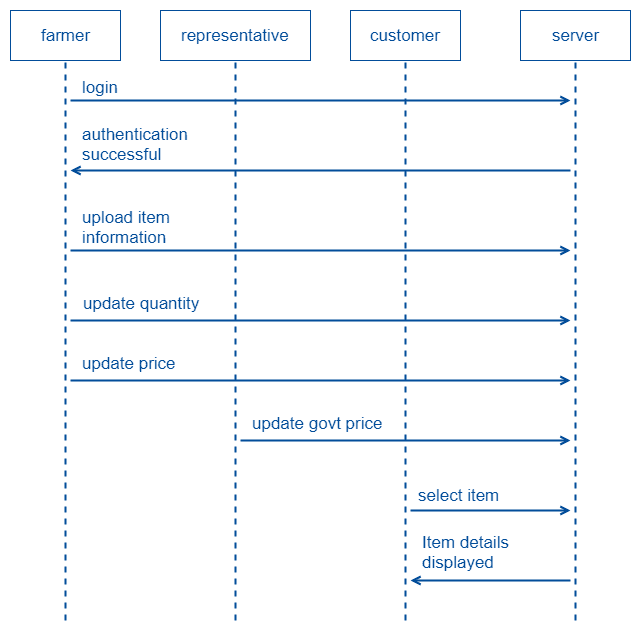 farmer
representative
customer
server
login
authentication
successful
upload item
information
update quantity
update price
update govt price
select item
Item details
displayed